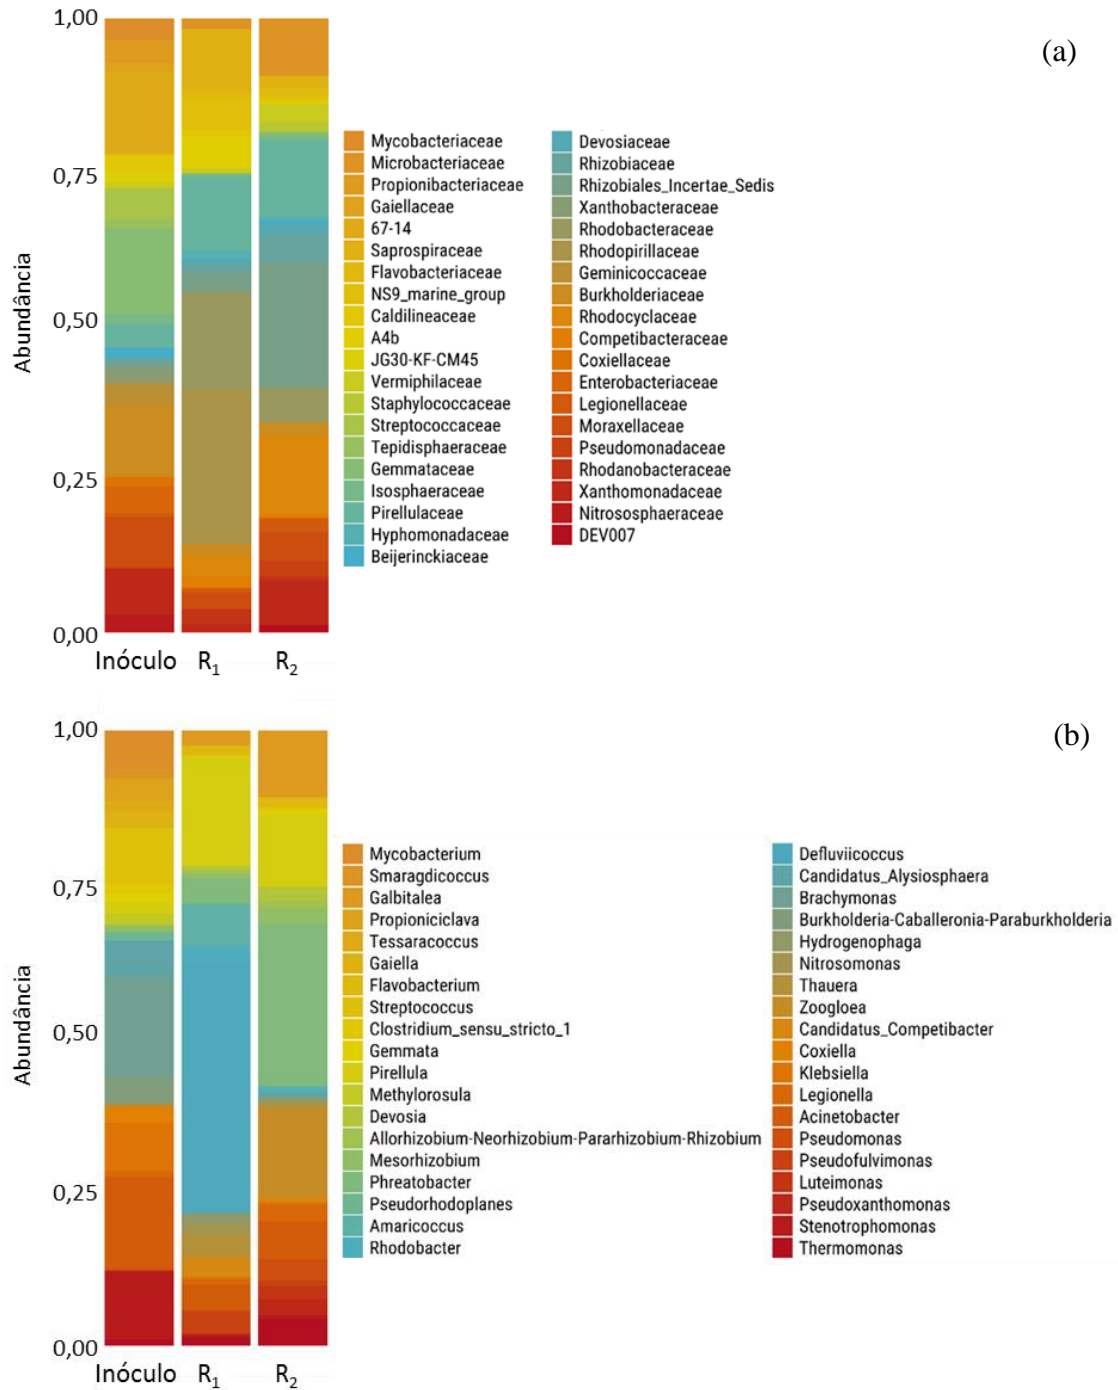 (a)
1,00
0,75
0,50
0,25
0,00
Abundância
Inóculo
R1
R2
Mycobacteriaceae
Microbacteriaceae
Propionibacteriaceae
Gaiellaceae
67-14
Saprospiraceae
Flavobacteriaceae
NS9_marine_group
Caldilineaceae
A4b
JG30-KF-CM45
Vermiphilaceae
Staphylococcaceae
Streptococcaceae
Tepidisphaeraceae
Gemmataceae
Isosphaeraceae
Pirellulaceae
Hyphomonadaceae
Beijerinckiaceae
Devosiaceae
Rhizobiaceae
Rhizobiales_Incertae_Sedis
Xanthobacteraceae
Rhodobacteraceae
Rhodopirillaceae
Geminicoccaceae
Burkholderiaceae
Rhodocyclaceae
Competibacteraceae
Coxiellaceae
Enterobacteriaceae
Legionellaceae
Moraxellaceae
Pseudomonadaceae
Rhodanobacteraceae
Xanthomonadaceae
Nitrososphaeraceae
DEV007
(b)
1,00
0,75
0,50
0,25
0,00
Abundância
Inóculo
R1
R2
Mycobacterium
Smaragdicoccus
Galbitalea
Propioniciclava
Tessaracoccus
Gaiella
Flavobacterium
Streptococcus
Clostridium_sensu_stricto_1
Gemmata
Pirellula
Methylorosula
Devosia
Allorhizobium-Neorhizobium-Pararhizobium-Rhizobium
Mesorhizobium
Phreatobacter
Pseudorhodoplanes
Amaricoccus
Rhodobacter
Defluviicoccus
Candidatus_Alysiosphaera
Brachymonas
Burkholderia-Caballeronia-Paraburkholderia
Hydrogenophaga
Nitrosomonas
Thauera
Zoogloea
Candidatus_Competibacter
Coxiella
Klebsiella
Legionella
Acinetobacter
Pseudomonas
Pseudofulvimonas
Luteimonas
Pseudoxanthomonas
Stenotrophomonas
Thermomonas